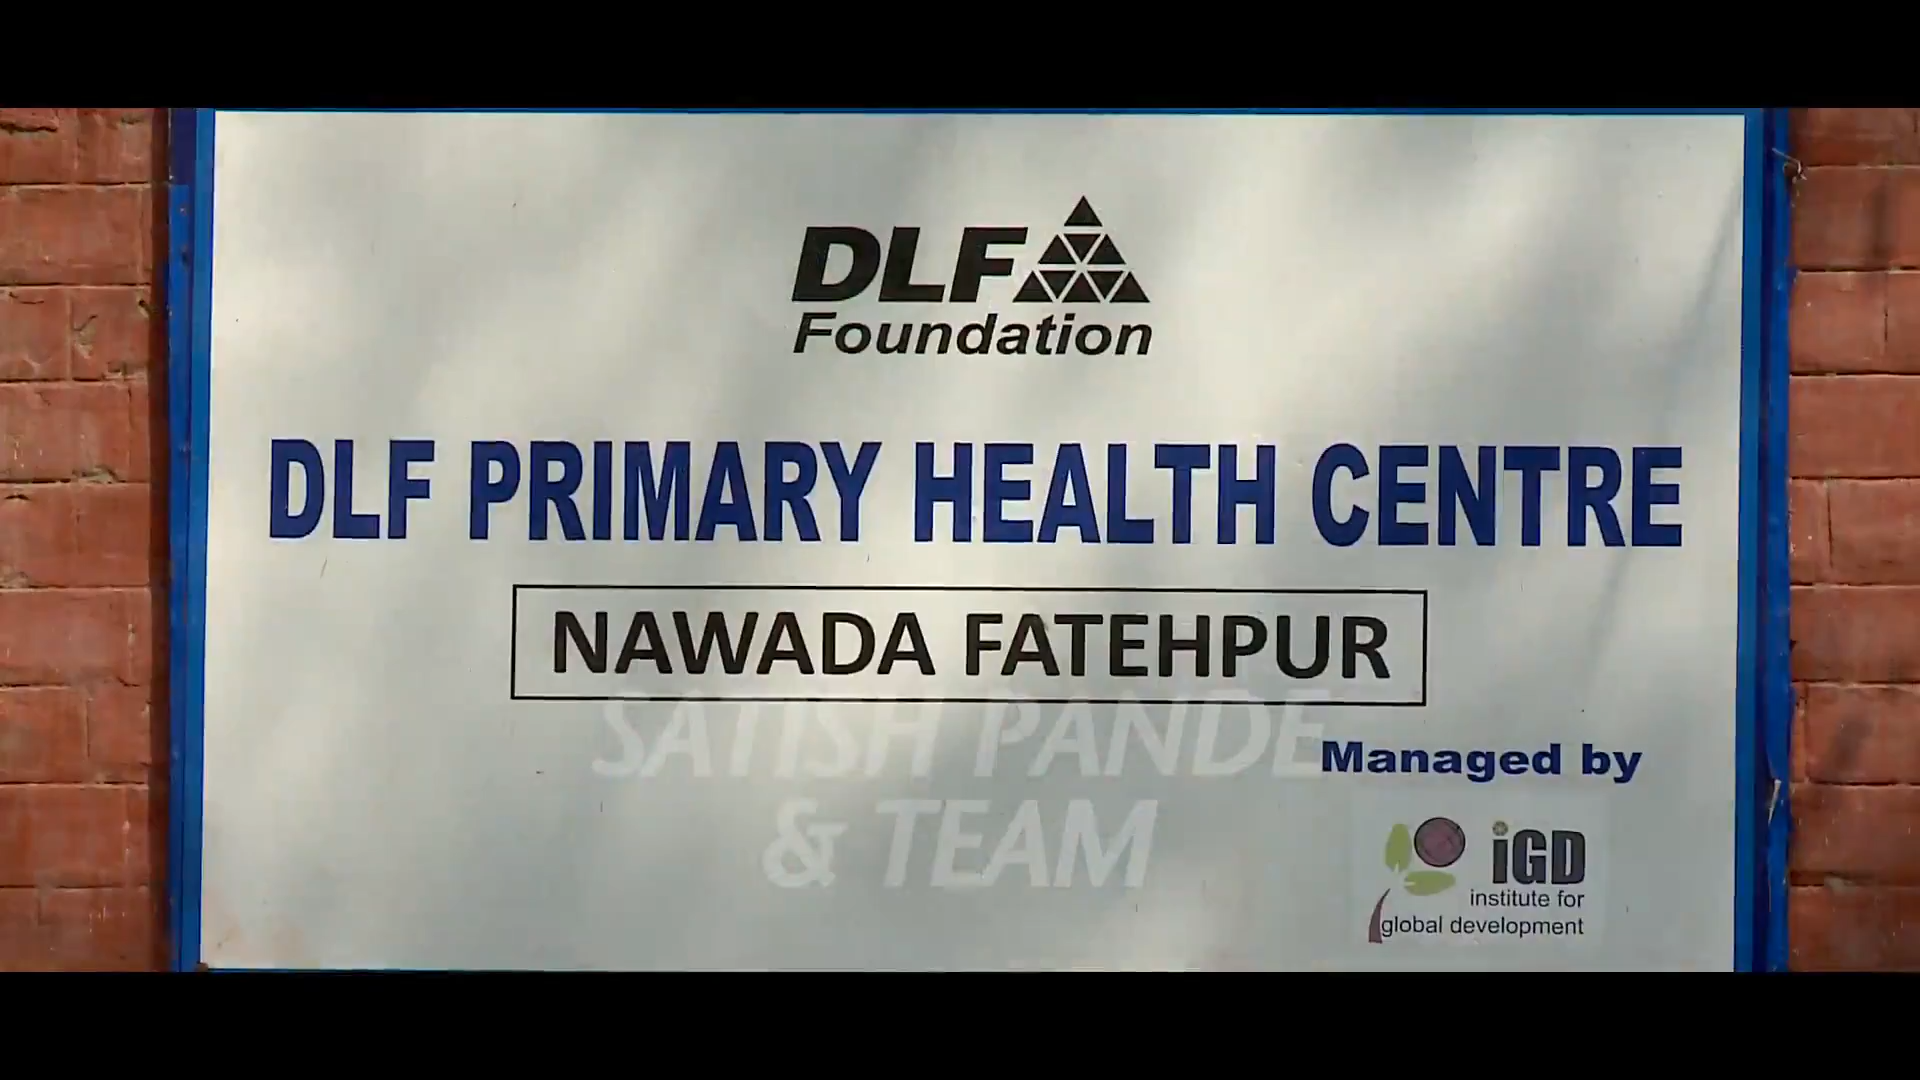 DLF
Foundation
DLF PRIMARY HEALTH CENTRE
NAWADA FATEHPUR
SATISH PANDE
& TEAM
Managed by
iGD
institute for
global development